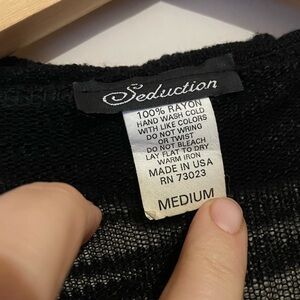 Seduction
100% RAYON
HAND WASH COLD
WITH LIKE COLORS
DO NOT WRING
OR TWIST
DO NOT BLEACH
LAY FLAT TO DRY
WARM IRON
MADE IN USA
RN 73023
MEDIUM